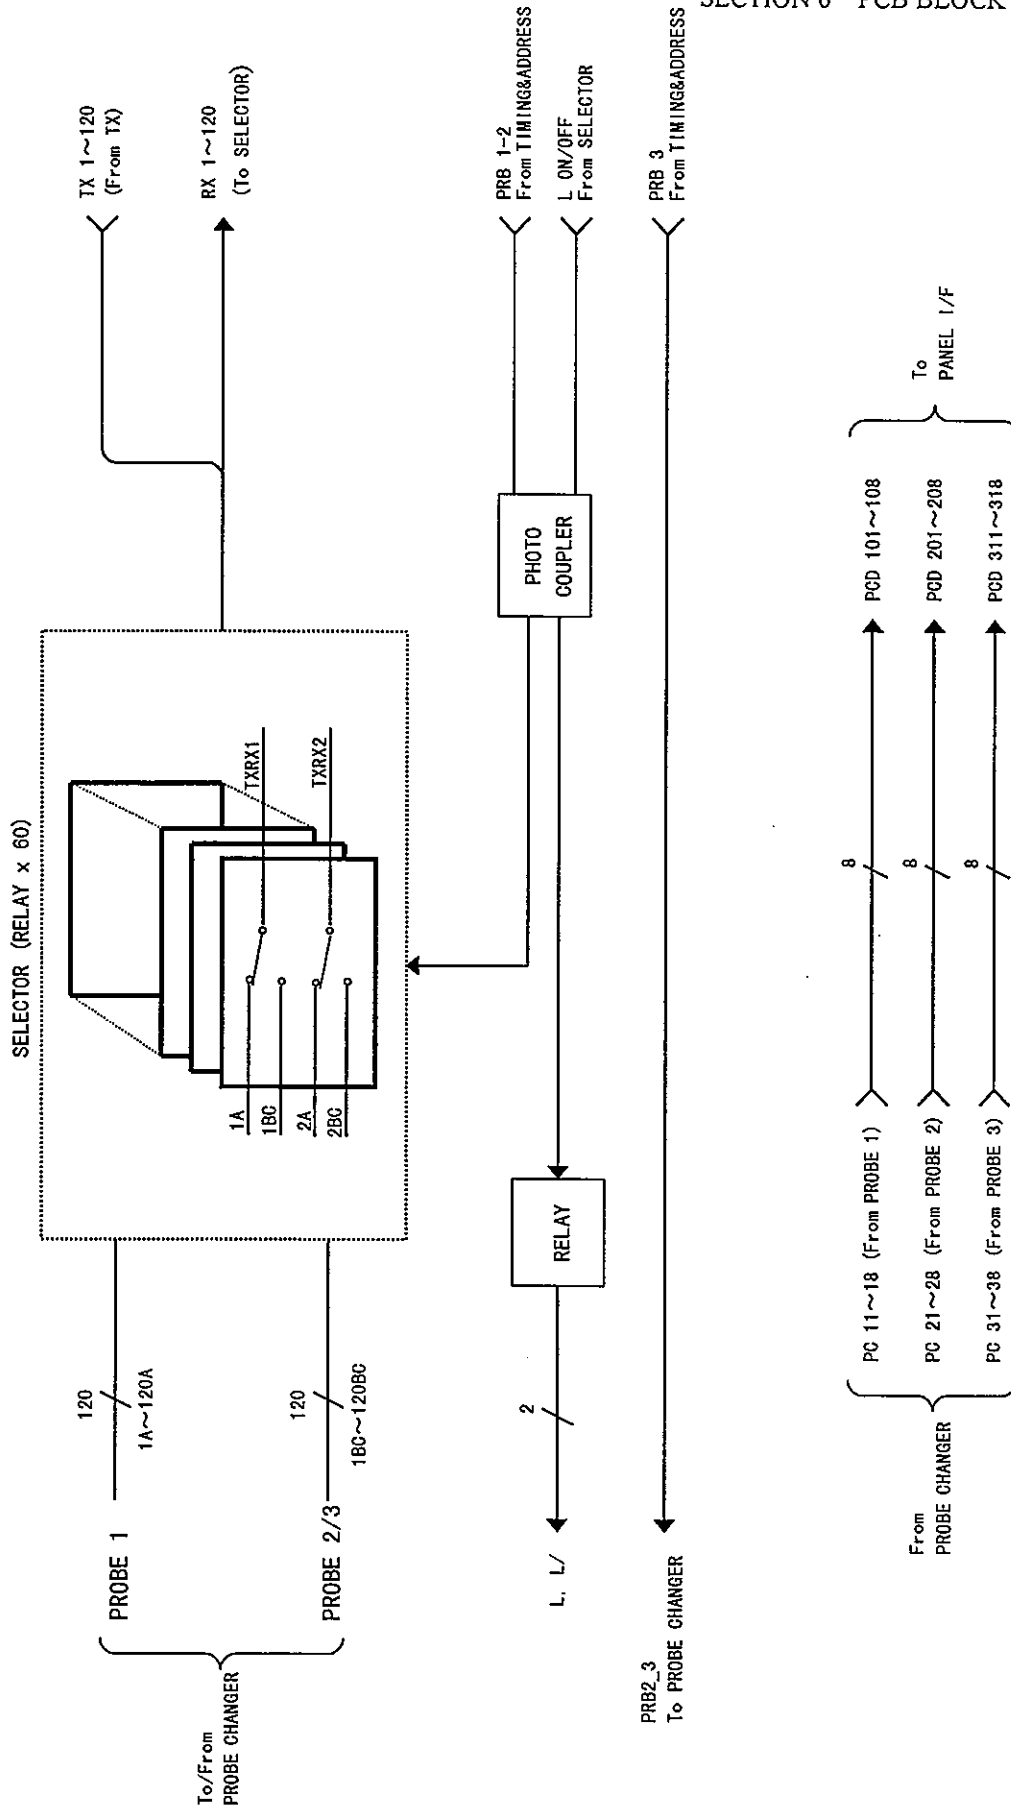 SECTION 6 PCB BLOCK
SELECTOR (RELAY x 60)
To/From
PROBE CHANGER
PROBE 1
120
1A~120A
PROBE 2/3
120
1BC~120BC
1A
1BC
2A
2BC
TXRX1
TXRX2
TX 1~120
(From TX)
RX 1~120
(To SELECTOR)
L, L/
2
RELAY
PHOTO
COUPLER
PRB 1-2
From TIMING&ADDRESS
L ON/OFF
From SELECTOR
PRB2_3
To PROBE CHANGER
PRB 3
From TIMING&ADDRESS
From
PROBE CHANGER
PC 11~18 (From PROBE 1)
8
PCD 101~108
PC 21~28 (From PROBE 2)
8
PCD 201~208
PC 31~38 (From PROBE 3)
8
PCD 311~318
To
PANEL I/F